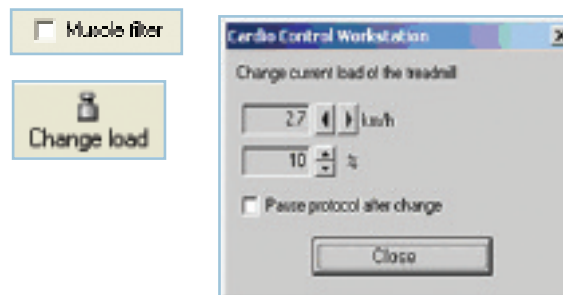 Muscle filter
Change load
Cardio Control Workstation
Change current load of the treadmill
2.7 km/h
10 %
Pause protocol after change
Close